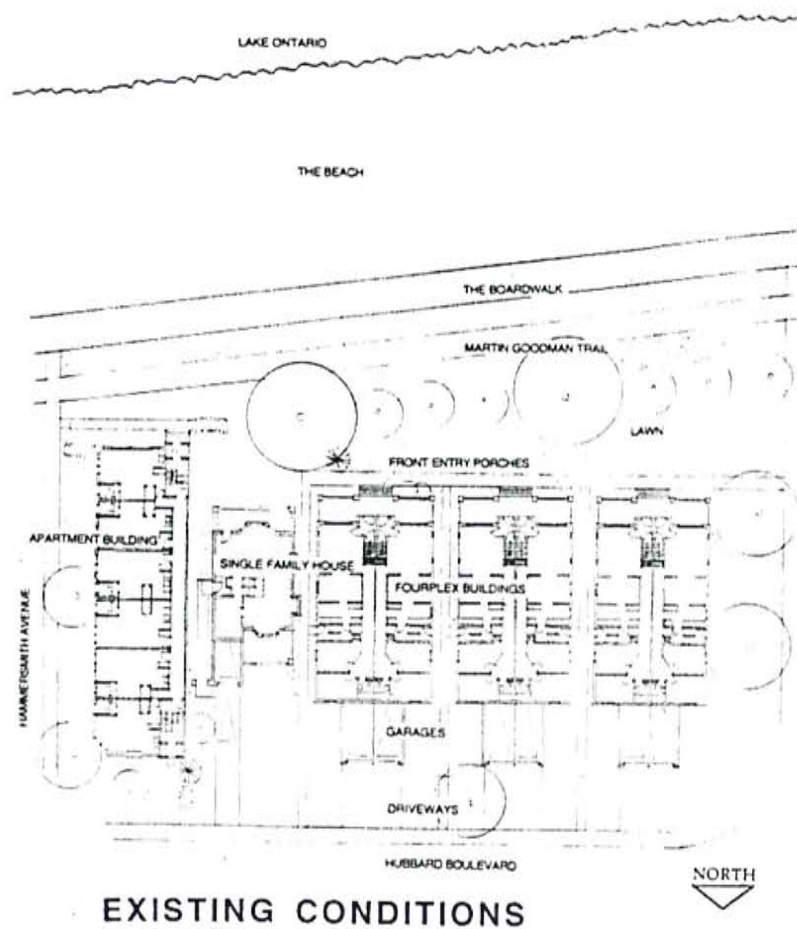 LAKE ONTARIO
THE BEACH
THE BOARDWALK
MARTIN GOODMAN TRAIL
LAWN
FRONT ENTRY PORCHES
APARTMENT BUILDING
SINGLE FAMILY HOUSE
FOURPLEX BUILDINGS
HAMMERSMITH AVENUE
GARAGES
DRIVEWAYS
HUBBARD BOULEVARD
NORTH
EXISTING CONDITIONS